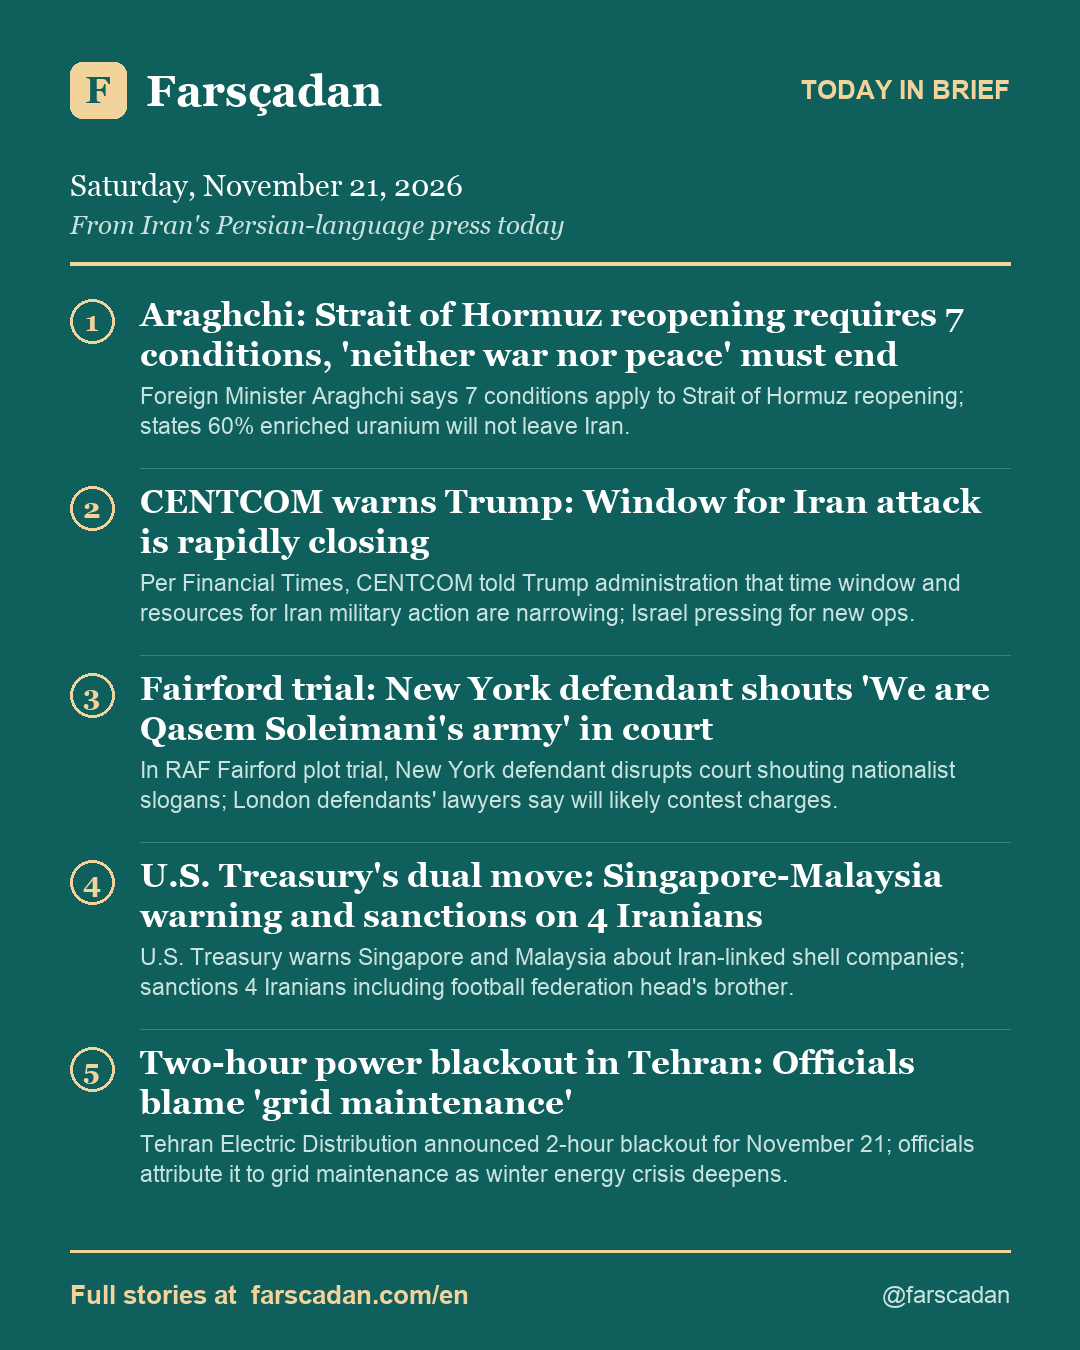 F Farsçadan
TODAY IN BRIEF
Saturday, November 21, 2026
From Iran's Persian-language press today
1
Araghchi: Strait of Hormuz reopening requires 7
conditions, 'neither war nor peace' must end
Foreign Minister Araghchi says 7 conditions apply to Strait of Hormuz reopening;
states 60% enriched uranium will not leave Iran.
2
CENTCOM warns Trump: Window for Iran attack
is rapidly closing
Per Financial Times, CENTCOM told Trump administration that time window and
resources for Iran military action are narrowing; Israel pressing for new ops.
3
Fairford trial: New York defendant shouts 'We are
Qasem Soleimani's army' in court
In RAF Fairford plot trial, New York defendant disrupts court shouting nationalist
slogans; London defendants' lawyers say will likely contest charges.
4
U.S. Treasury's dual move: Singapore-Malaysia
warning and sanctions on 4 Iranians
U.S. Treasury warns Singapore and Malaysia about Iran-linked shell companies;
sanctions 4 Iranians including football federation head's brother.
5
Two-hour power blackout in Tehran: Officials
blame 'grid maintenance'
Tehran Electric Distribution announced 2-hour blackout for November 21; officials
attribute it to grid maintenance as winter energy crisis deepens.
Full stories at farscadan.com/en
@farscadan